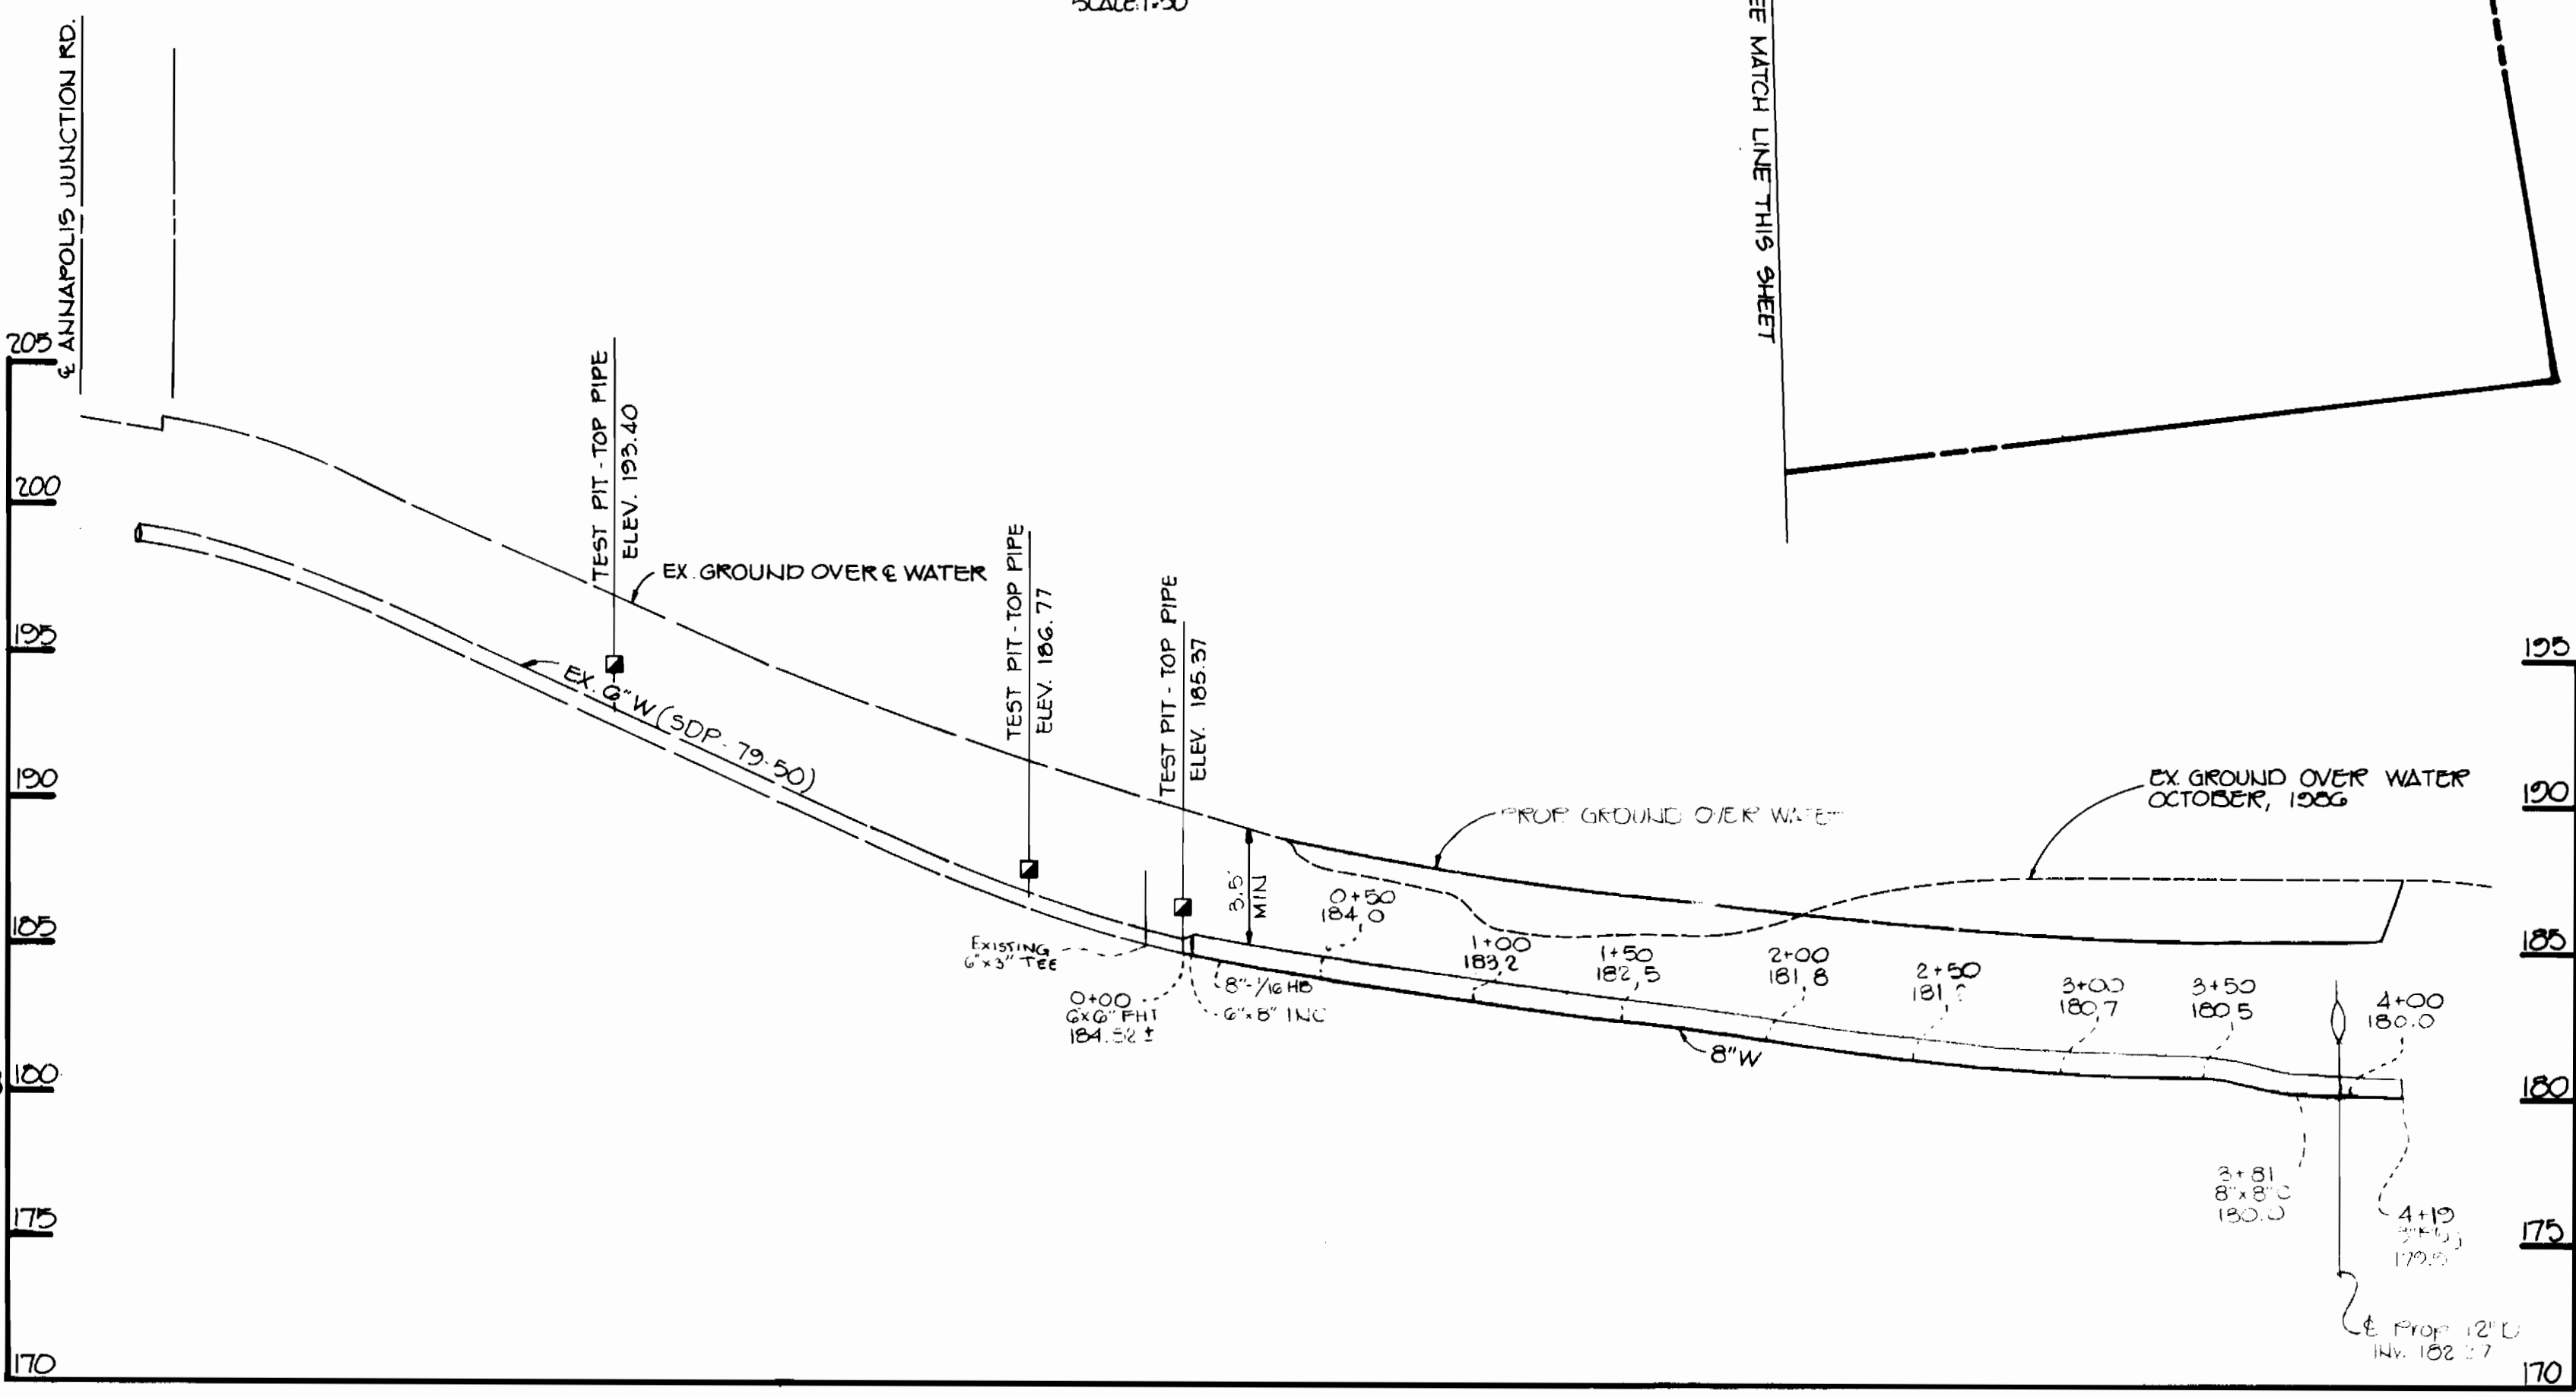 SCALE: 1"=50'
℄ ANNAPOLIS JUNCTION RD.
MATCH LINE THIS SHEET
205
200
195
190
185
180
175
170
TEST PIT - TOP PIPE
ELEV. 193.40
EX. GROUND OVER ℄ WATER
EX. 6" W (SDP-79-50)
TEST PIT - TOP PIPE
ELEV. 186.77
TEST PIT - TOP PIPE
ELEV. 185.37
3.5'
MIN
PROP. GROUND OVER WATER
EX. GROUND OVER WATER
OCTOBER, 1986
EXISTING
6"x3" TEE
0+00
6x6" FHT
184.52 ±
8"-1/16 HB
6"x8" INC
0+50
184.0
1+00
183.2
1+50
182.5
2+00
181.8
2+50
3+00
180.7
3+50
180.5
4+00
180.0
8"W
3+81
8"x8"
180.0
4+19
℄ Prop 12"D
INV. 182
195
190
185
180
175
170